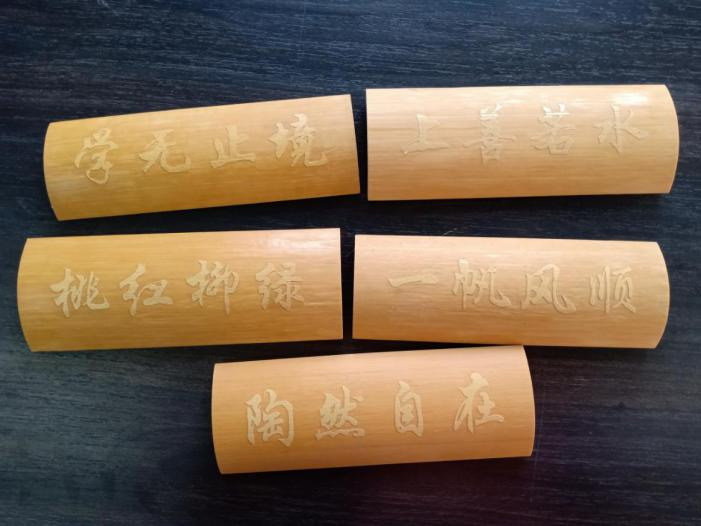 学无止境
上善若水
桃红柳绿
一帆风顺
陶然自在